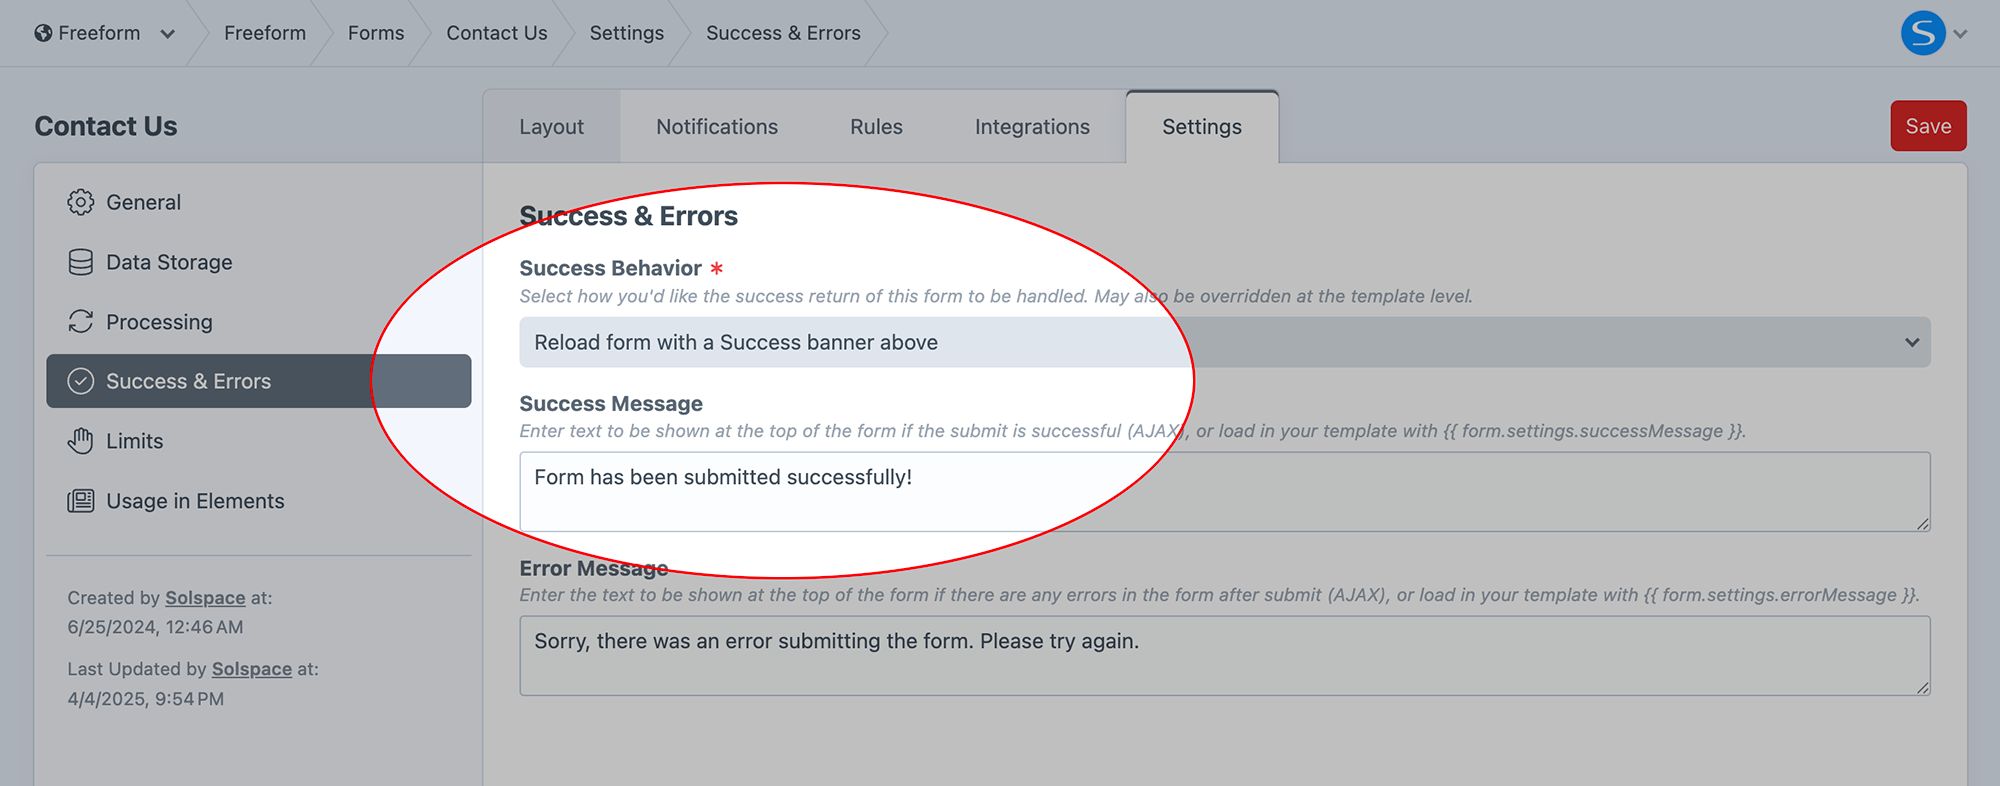 Freeform
Freeform
Forms
Contact Us
Settings
Success & Errors
S
Contact Us
Layout
Notifications
Rules
Integrations
Settings
Save
General
Data Storage
Processing
Success & Errors
Limits
Usage in Elements
Created by Solspace at:
6/25/2024, 12:46 AM
Last Updated by Solspace at:
4/4/2025, 9:54 PM
Success & Errors
Success Behavior *
Select how you'd like the success return of this form to be handled. May also be overridden at the template level.
Reload form with a Success banner above
Success Message
Enter text to be shown at the top of the form if the submit is successful (AJAX), or load in your template with {{ form.settings.successMessage }}.
Form has been submitted successfully!
Error Message
Enter the text to be shown at the top of the form if there are any errors in the form after submit (AJAX), or load in your template with {{ form.settings.errorMessage }}.
Sorry, there was an error submitting the form. Please try again.